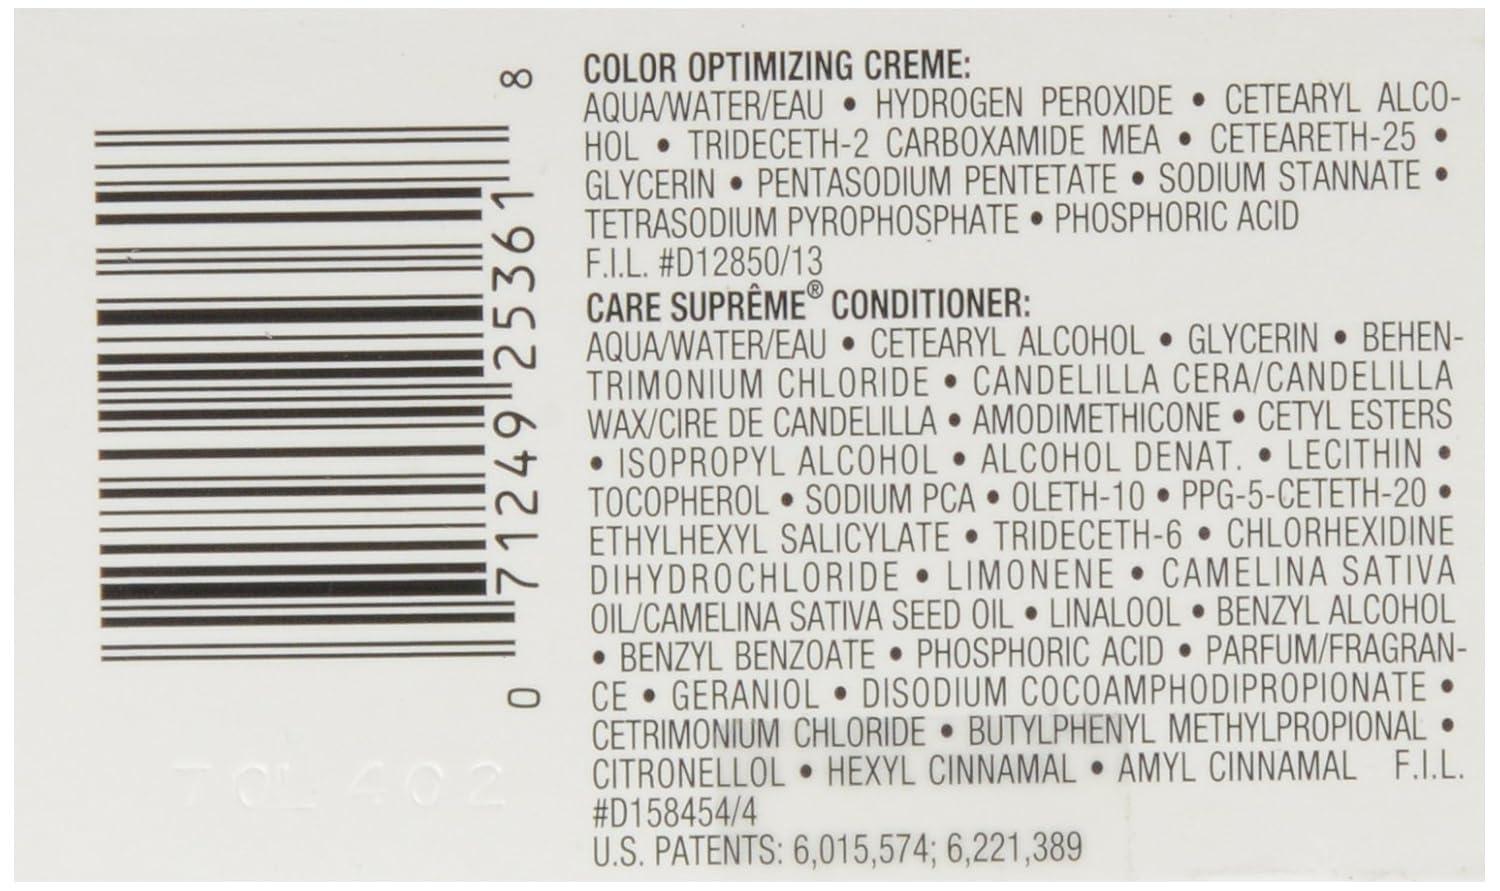 COLOR OPTIMIZING CREME:
AQUA/WATER/EAU • HYDROGEN PEROXIDE • CETEARYL ALCO-
HOL • TRIDECETH-2 CARBOXAMIDE MEA • CETEARETH-25 •
GLYCERIN • PENTASODIUM PENTETATE • SODIUM STANNATE •
TETRASODIUM PYROPHOSPHATE • PHOSPHORIC ACID
F.I.L. #D12850/13
CARE SUPRÊME® CONDITIONER:
AQUA/WATER/EAU • CETEARYL ALCOHOL • GLYCERIN • BEHEN-
TRIMONIUM CHLORIDE • CANDELILLA CERA/CANDELILLA
WAX/CIRE DE CANDELILLA • AMODIMETHICONE • CETYL ESTERS
• ISOPROPYL ALCOHOL • ALCOHOL DENAT. • LECITHIN •
TOCOPHEROL • SODIUM PCA • OLETH-10 • PPG-5-CETETH-20 •
ETHYLHEXYL SALICYLATE • TRIDECETH-6 • CHLORHEXIDINE
DIHYDROCHLORIDE • LIMONENE • CAMELINA SATIVA
OIL/CAMELINA SATIVA SEED OIL • LINALOOL • BENZYL ALCOHOL
• BENZYL BENZOATE • PHOSPHORIC ACID • PARFUM/FRAGRAN-
CE • GERANIOL • DISODIUM COCOAMPHODIPROPIONATE •
CETRIMONIUM CHLORIDE • BUTYLPHENYL METHYLPROPIONAL •
CITRONELLOL • HEXYL CINNAMAL • AMYL CINNAMAL F.I.L.
#D158454/4
U.S. PATENTS: 6,015,574; 6,221,389
0 71249 25361 8
402